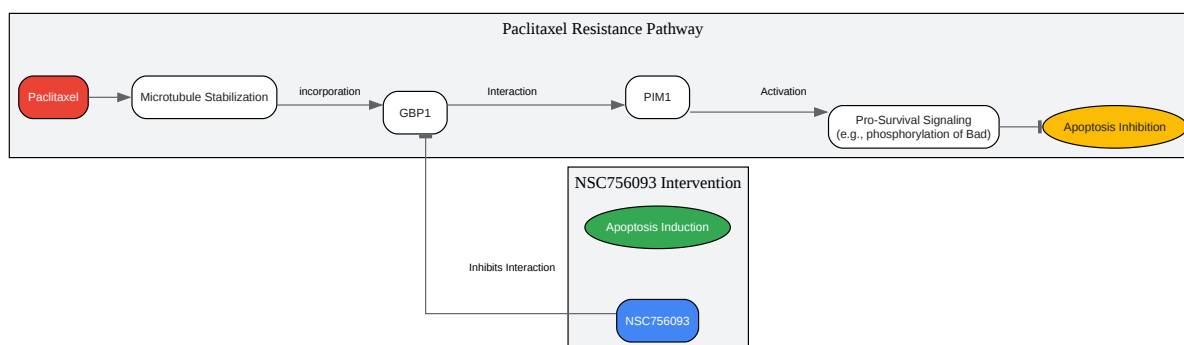 Paclitaxel Resistance Pathway
Paclitaxel
Microtubule Stabilization
incorporation
GBP1
Interaction
PIM1
Activation
Pro-Survival Signaling
(e.g., phosphorylation of Bad)
Apoptosis Inhibition
NSC756093 Intervention
Apoptosis Induction
Inhibits Interaction
NSC756093